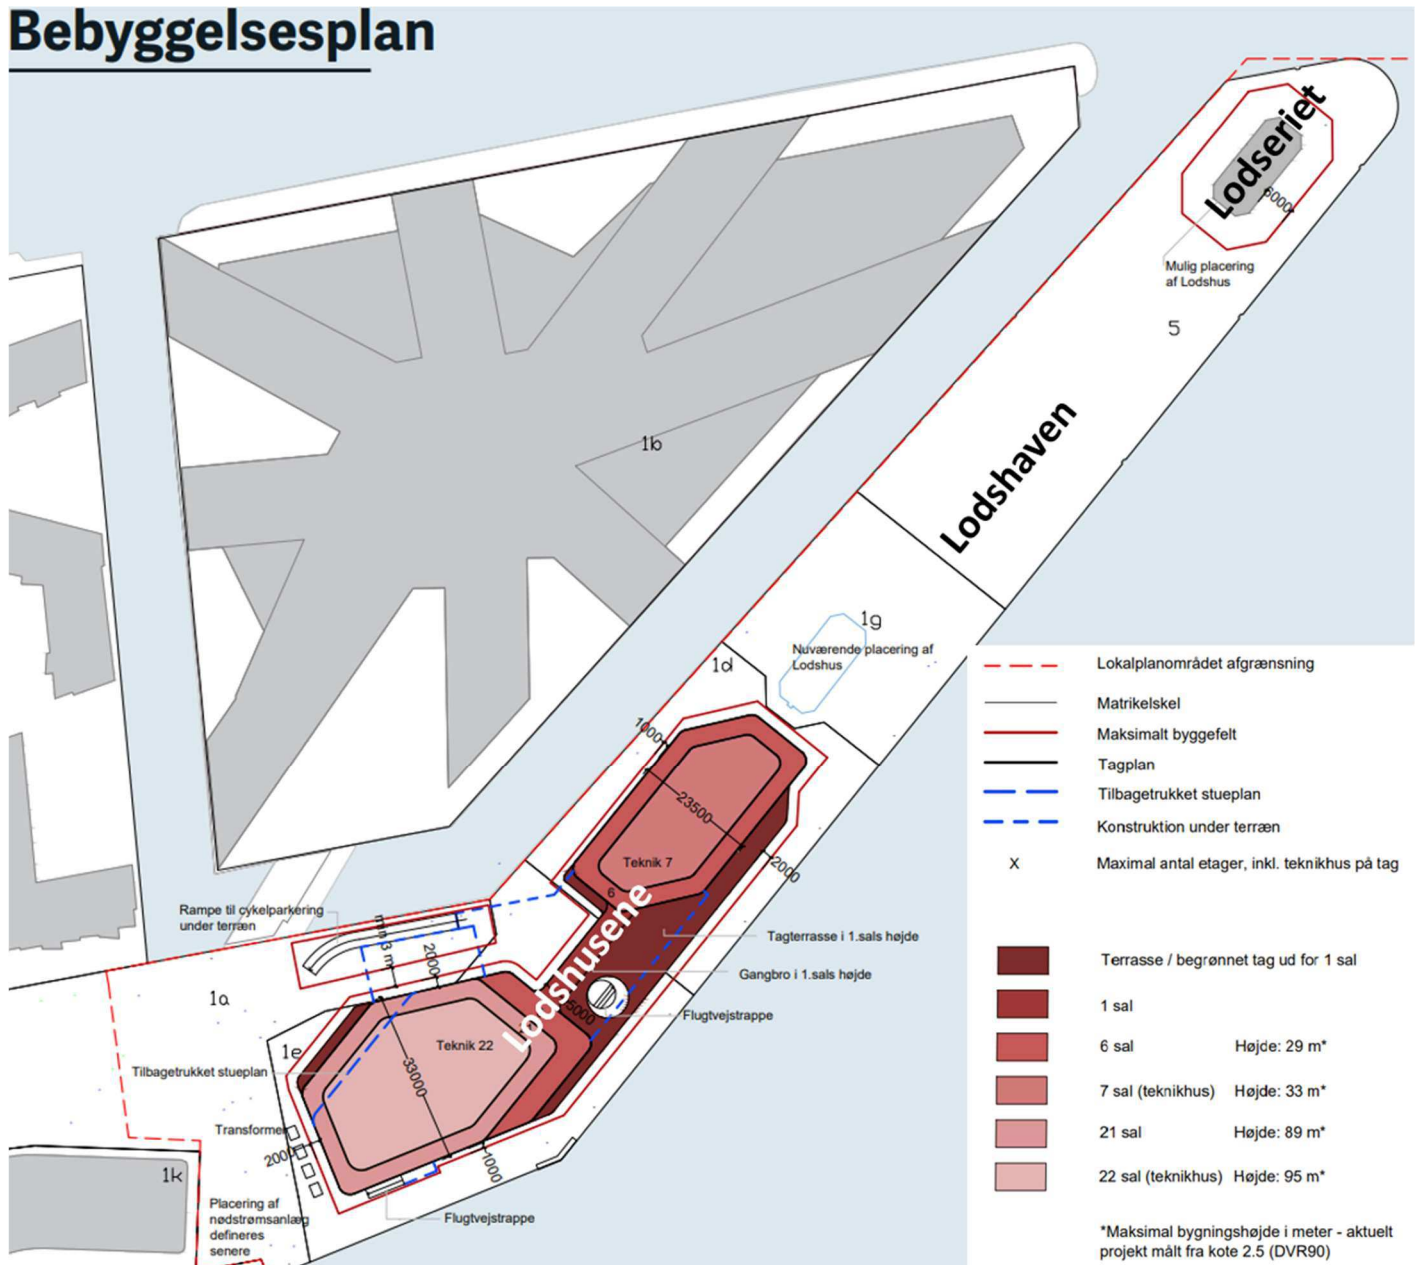 Bebyggelsesplan
Lodseriet
6000
Mulig placering
af Lodshus
5
Lodshaven
1b
1g
Nuværende placering af
Lodshus
1d
1000
23500
Teknik 7
2000
6
Lodshusene
Rampe til cykelparkering
under terræn
min 3 m
2000
Tagterrasse i 1.sals højde
Gangbro i 1.sals højde
5000
Flugtvejstrappe
1a
1e
Teknik 22
33000
Tilbagetrukket stueplan
Transformer
2000
1000
1k
Placering af
nødstrømsanlæg
defineres
senere
Flugtvejstrappe
Lokalplanområdet afgrænsning
Matrikelskel
Maksimalt byggefelt
Tagplan
Tilbagetrukket stueplan
Konstruktion under terræn
X Maximal antal etager, inkl. teknikhus på tag
Terrasse / begrønnet tag ud for 1 sal
1 sal
6 sal Højde: 29 m*
7 sal (teknikhus) Højde: 33 m*
21 sal Højde: 89 m*
22 sal (teknikhus) Højde: 95 m*
*Maksimal bygningshøjde i meter - aktuelt
projekt målt fra kote 2.5 (DVR90)